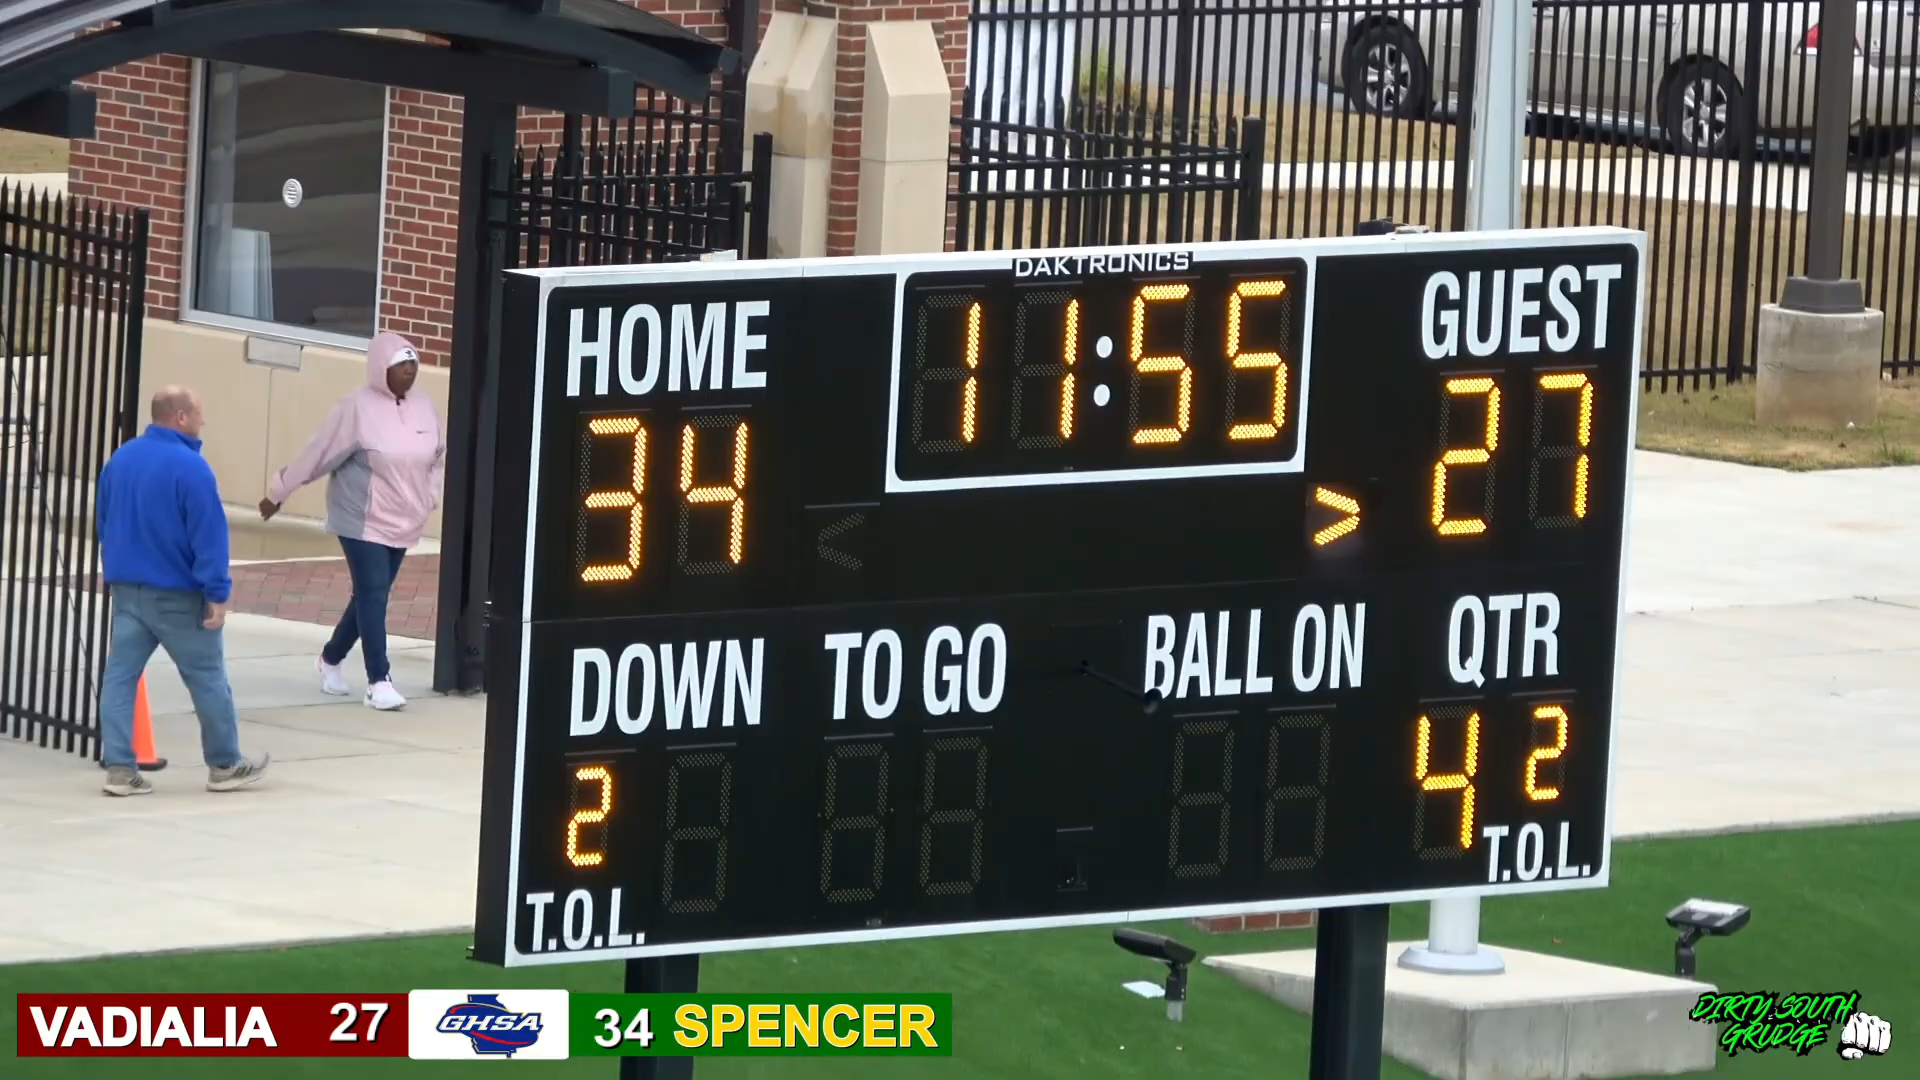 DAKTRONICS
HOME 11:55 GUEST
34 > 27
DOWN TO GO BALL ON QTR
2 4 2
T.O.L. T.O.L.
VADIALIA 27 GHSA 34 SPENCER
DIRTY SOUTH
GRUDGE